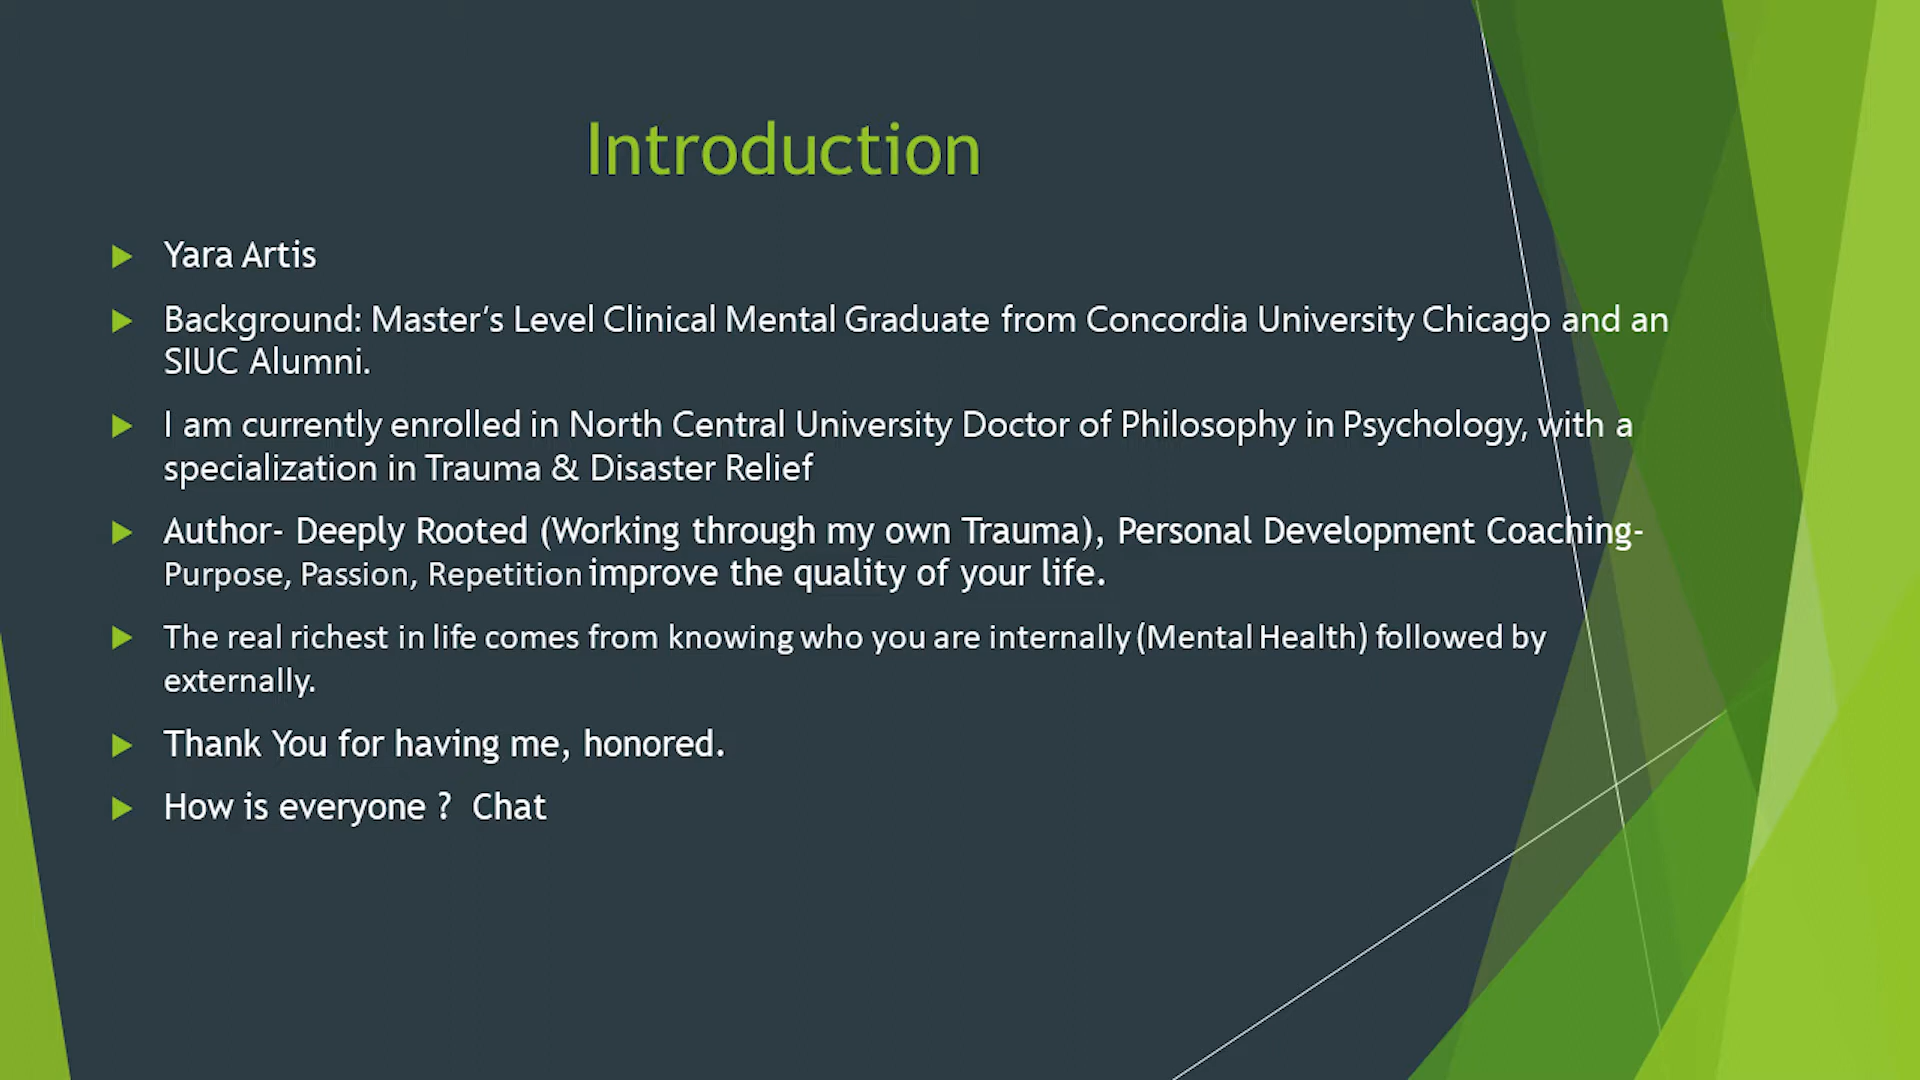 Introduction
Yara Artis
Background: Master’s Level Clinical Mental Graduate from Concordia University Chicago and an
SIUC Alumni.
I am currently enrolled in North Central University Doctor of Philosophy in Psychology, with a
specialization in Trauma & Disaster Relief
Author- Deeply Rooted (Working through my own Trauma), Personal Development Coaching-
Purpose, Passion, Repetition improve the quality of your life.
The real richest in life comes from knowing who you are internally (Mental Health) followed by
externally.
Thank You for having me, honored.
How is everyone ?  Chat